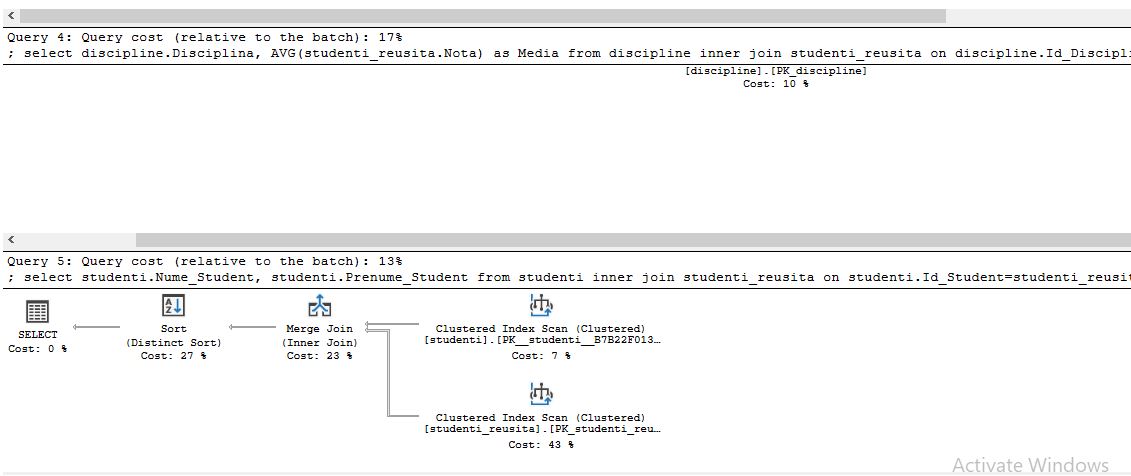 Query 4: Query cost (relative to the batch): 17%
; select discipline.Disciplina, AVG(studenti_reusita.Nota) as Media from discipline inner join studenti_reusita on discipline.Id_Discipl
[discipline].[PK_discipline]
Cost: 10 %
Query 5: Query cost (relative to the batch): 13%
; select studenti.Nume_Student, studenti.Prenume_Student from studenti inner join studenti_reusita on studenti.Id_Student=studenti_reusit
SELECT
Cost: 0 %
Sort
(Distinct Sort)
Cost: 27 %
Merge Join
(Inner Join)
Cost: 23 %
Clustered Index Scan (Clustered)
[studenti].[PK__studenti__B7B22F013…
Cost: 7 %
Clustered Index Scan (Clustered)
[studenti_reusita].[PK_studenti_reu…
Cost: 43 %
Activate Windows